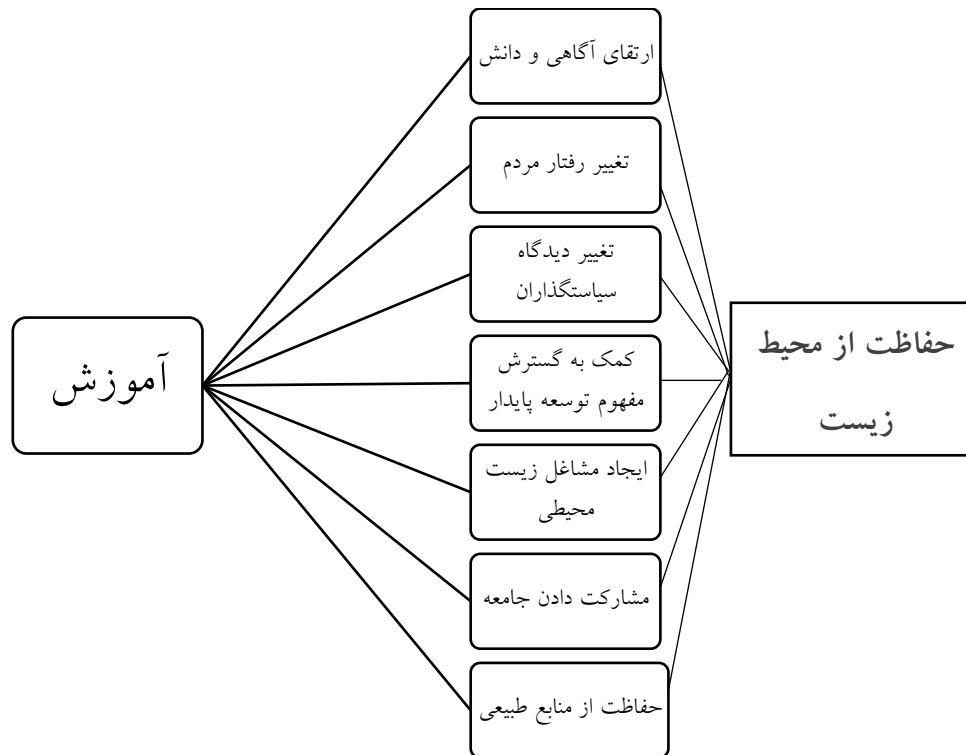 ارتقای آگاهی و دانش
تغییر رفتار مردم
تغییر دیدگاه
سیاستگذاران
کمک به گسترش
مفهوم توسعه پایدار
ایجاد مشاغل زیست
محیطی
مشارکت دادن جامعه
حفاظت از منابع طبیعی
حفاظت از محیط
زیست
آموزش